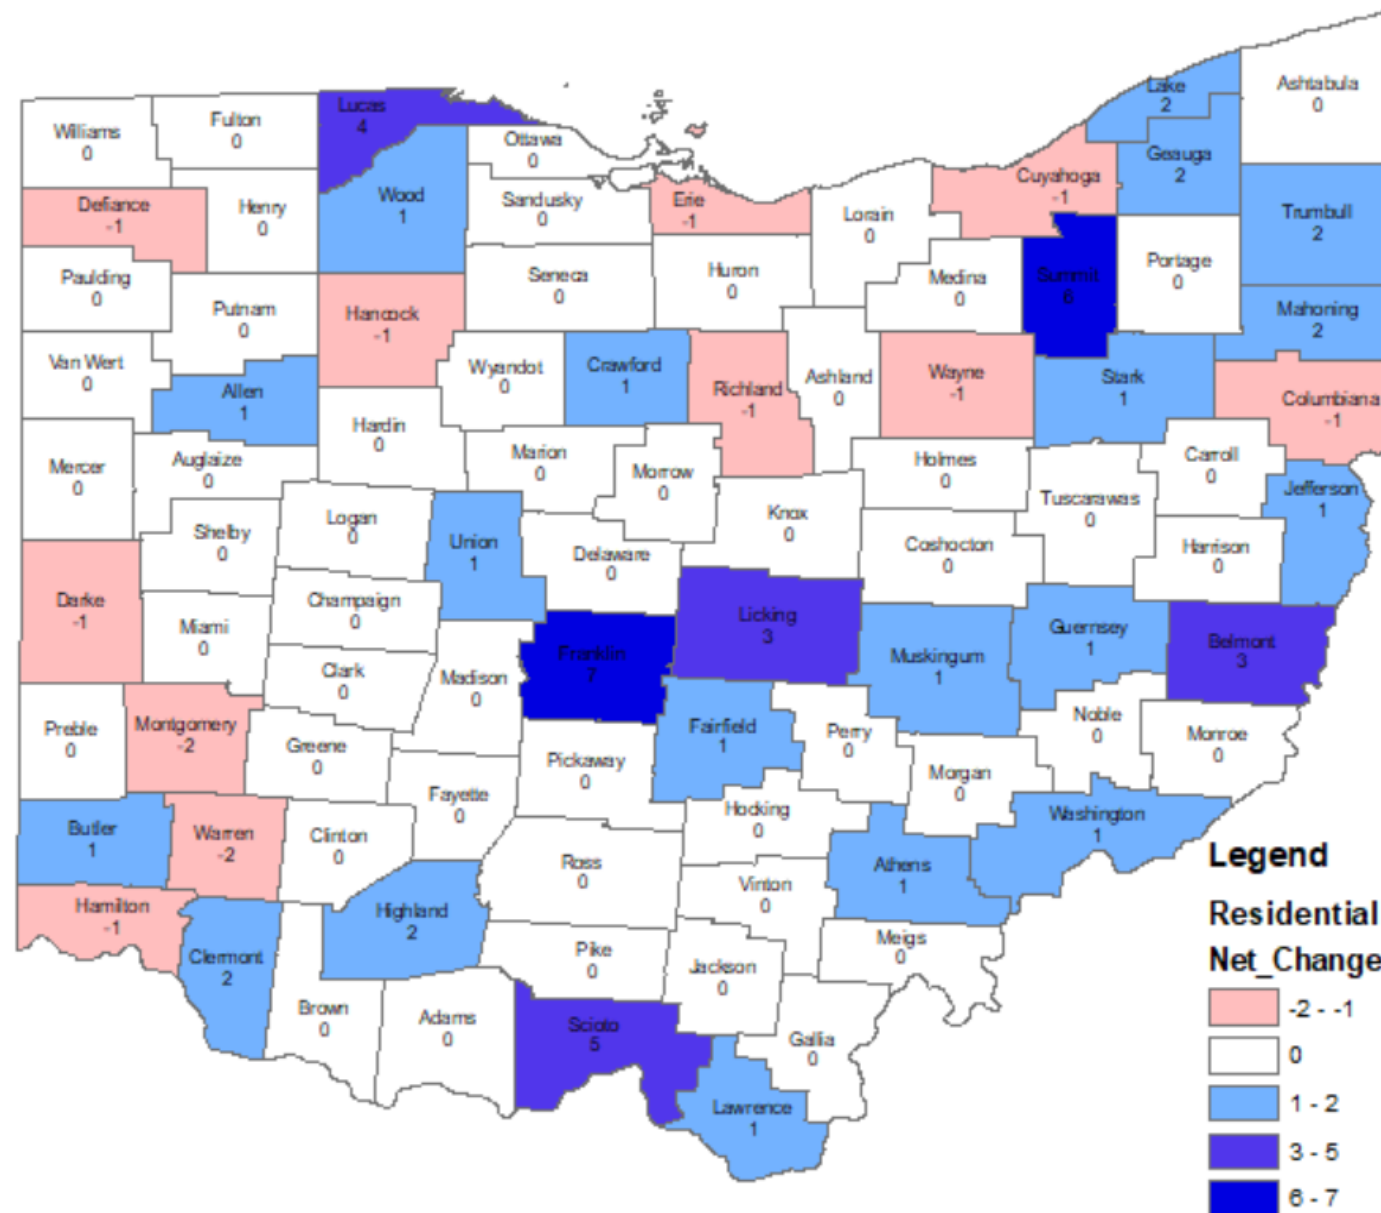 Lake
2
Ashtabula
0
Lucas
4
Fulton
0
Williams
0
Ottawa
0
Geauga
2
Cuyahoga
-1
Wood
1
Sandusky
0
Erie
-1
Defiance
-1
Henry
0
Lorain
0
Trumbull
2
Paulding
0
Seneca
0
Huron
0
Medina
0
Summit
6
Portage
0
Putnam
0
Hancock
-1
Mahoning
2
Van Wert
0
Wyandot
0
Crawford
1
Richland
-1
Ashland
0
Wayne
-1
Stark
1
Allen
1
Columbiana
-1
Hardin
0
Mercer
0
Auglaize
0
Marion
0
Morrow
0
Holmes
0
Carroll
0
Tuscarawas
0
Jefferson
1
Logan
0
Knox
0
Shelby
0
Union
1
Delaware
0
Coshocton
0
Harrison
0
Darke
-1
Champaign
0
Miami
0
Licking
3
Guernsey
1
Belmont
3
Franklin
7
Muskingum
1
Clark
0
Madison
0
Preble
0
Montgomery
-2
Greene
0
Fairfield
1
Perry
0
Noble
0
Monroe
0
Pickaway
0
Morgan
0
Fayette
0
Hocking
0
Washington
1
Butler
1
Warren
-2
Clinton
0
Ross
0
Vinton
0
Athens
1
Hamilton
-1
Highland
2
Clermont
2
Pike
0
Jackson
0
Meigs
0
Brown
0
Adams
0
Scioto
5
Gallia
0
Lawrence
1
Legend
Residential
Net_Change
-2 - -1
0
1 - 2
3 - 5
6 - 7